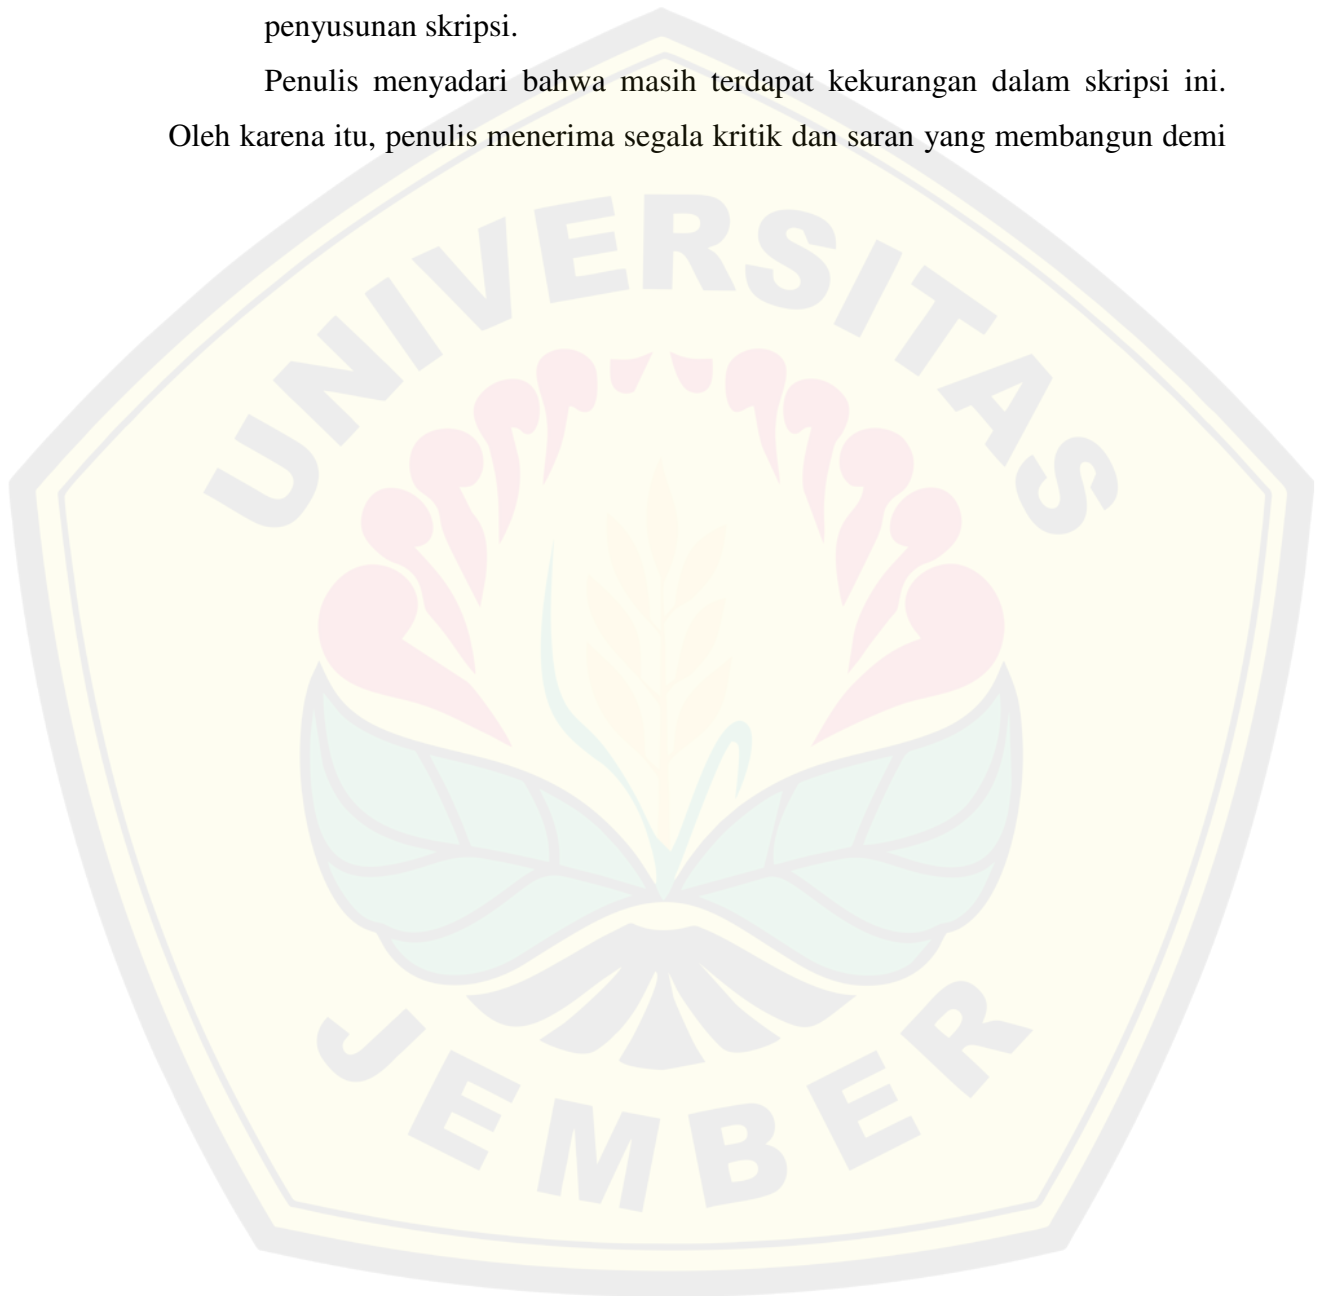 penyusunan skripsi.
Penulis menyadari bahwa masih terdapat kekurangan dalam skripsi ini.
Oleh karena itu, penulis menerima segala kritik dan saran yang membangun demi
UNIVERSITAS
JEMBER